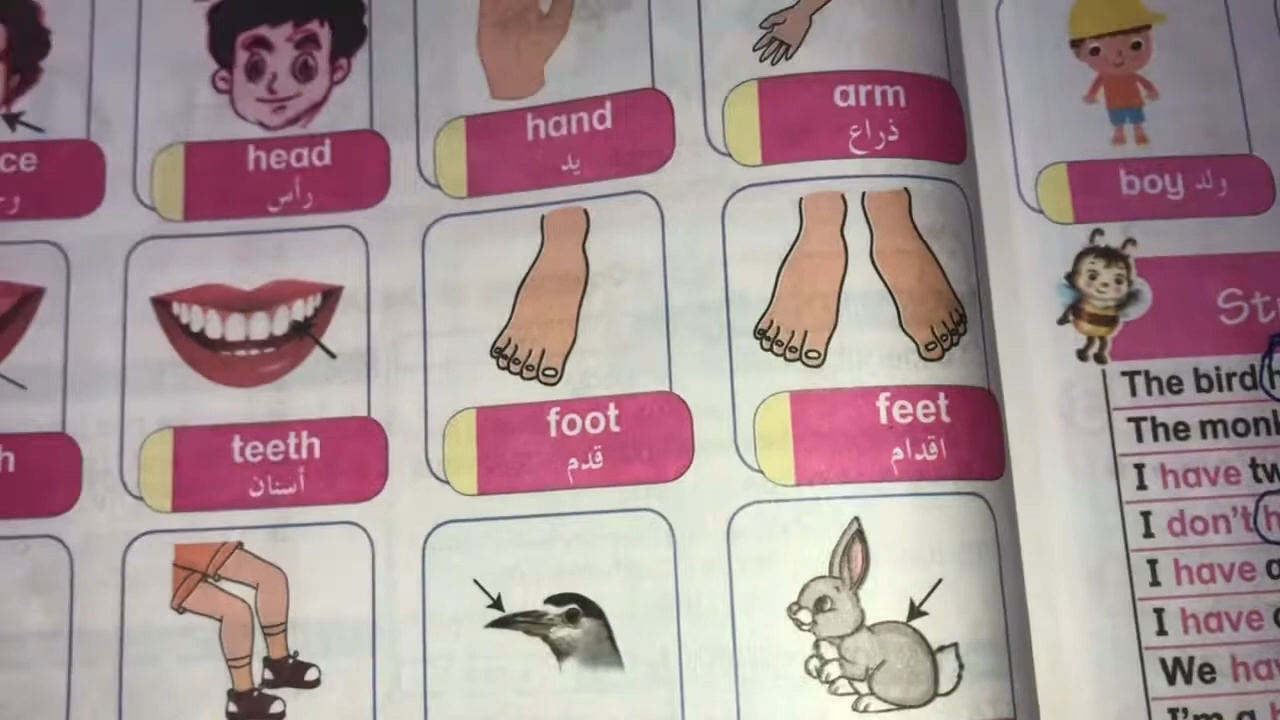 head
رأس
hand
يد
arm
ذراع
teeth
أسنان
foot
قدم
feet
اقدام
boy ولد
The bird
The
I have
I don't
I have
I have
We
I'm a